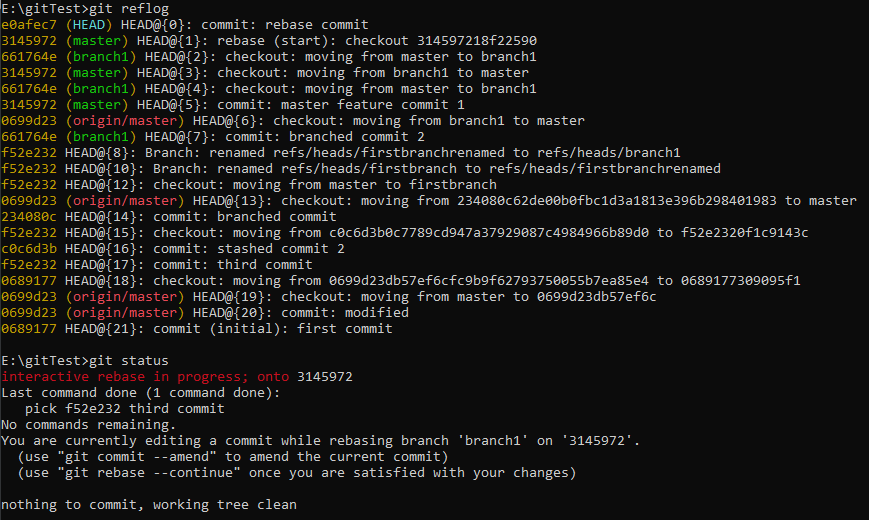 E:\gitTest>git reflog
e0afec7 (HEAD) HEAD@{0}: commit: rebase commit
3145972 (master) HEAD@{1}: rebase (start): checkout 314597218f22590
661764e (branch1) HEAD@{2}: checkout: moving from master to branch1
3145972 (master) HEAD@{3}: checkout: moving from branch1 to master
661764e (branch1) HEAD@{4}: checkout: moving from master to branch1
3145972 (master) HEAD@{5}: commit: master feature commit 1
0699d23 (origin/master) HEAD@{6}: checkout: moving from branch1 to master
661764e (branch1) HEAD@{7}: commit: branched commit 2
f52e232 HEAD@{8}: Branch: renamed refs/heads/firstbranchrenamed to refs/heads/branch1
f52e232 HEAD@{10}: Branch: renamed refs/heads/firstbranch to refs/heads/firstbranchrenamed
f52e232 HEAD@{12}: checkout: moving from master to firstbranch
0699d23 (origin/master) HEAD@{13}: checkout: moving from 234080c62de00b0fbc1d3a1813e396b298401983 to master
234080c HEAD@{14}: commit: branched commit
f52e232 HEAD@{15}: checkout: moving from c0c6d3b0c7789cd947a37929087c4984966b89d0 to f52e2320f1c9143c
c0c6d3b HEAD@{16}: commit: stashed commit 2
f52e232 HEAD@{17}: commit: third commit
0689177 HEAD@{18}: checkout: moving from 0699d23db57ef6cfc9b9f62793750055b7ea85e4 to 0689177309095f1
0699d23 (origin/master) HEAD@{19}: checkout: moving from master to 0699d23db57ef6c
0699d23 (origin/master) HEAD@{20}: commit: modified
0689177 HEAD@{21}: commit (initial): first commit
E:\gitTest>git status
interactive rebase in progress; onto 3145972
Last command done (1 command done):
   pick f52e232 third commit
No commands remaining.
You are currently editing a commit while rebasing branch 'branch1' on '3145972'.
  (use "git commit --amend" to amend the current commit)
  (use "git rebase --continue" once you are satisfied with your changes)
nothing to commit, working tree clean